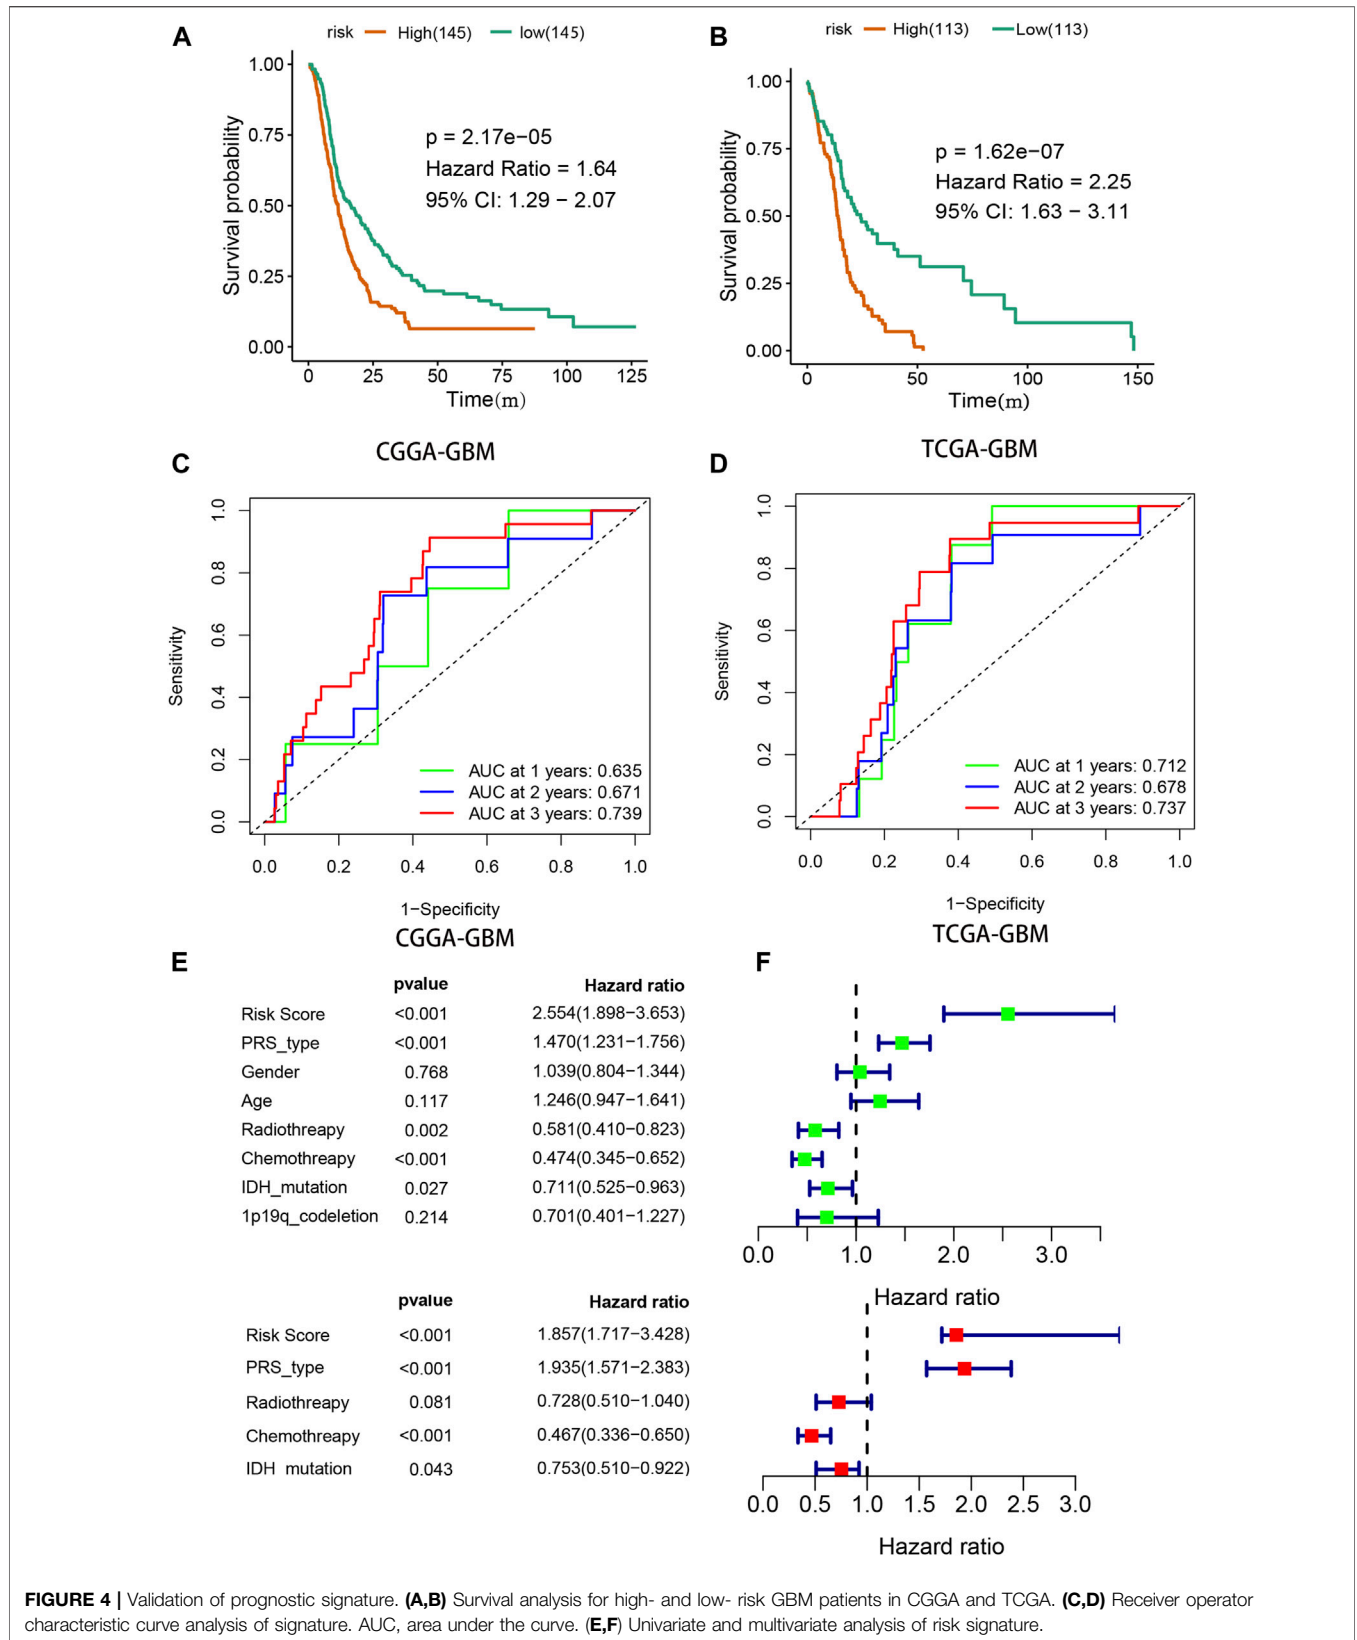 A
risk High(145) low(145)
1.00
0.75
0.50
0.25
0.00
Survival probability
p = 2.17e−05
Hazard Ratio = 1.64
95% CI: 1.29 − 2.07
0 25 50 75 100 125
Time(m)
CGGA-GBM
B
risk High(113) Low(113)
1.00
0.75
0.50
0.25
0.00
Survival probability
p = 1.62e−07
Hazard Ratio = 2.25
95% CI: 1.63 − 3.11
0 50 100 150
Time(m)
TCGA-GBM
C
1.0
0.8
0.6
0.4
0.2
0.0
Sensitivity
AUC at 1 years: 0.635
AUC at 2 years: 0.671
AUC at 3 years: 0.739
0.0 0.2 0.4 0.6 0.8 1.0
1−Specificity
CGGA-GBM
D
1.0
0.8
0.6
0.4
0.2
0.0
Sensitivity
AUC at 1 years: 0.712
AUC at 2 years: 0.678
AUC at 3 years: 0.737
0.0 0.2 0.4 0.6 0.8 1.0
1−Specificity
TCGA-GBM
E
pvalue Hazard ratio
Risk Score <0.001 2.554(1.898−3.653)
PRS_type <0.001 1.470(1.231−1.756)
Gender 0.768 1.039(0.804−1.344)
Age 0.117 1.246(0.947−1.641)
Radiothreapy 0.002 0.581(0.410−0.823)
Chemothreapy <0.001 0.474(0.345−0.652)
IDH_mutation 0.027 0.711(0.525−0.963)
1p19q_codeletion 0.214 0.701(0.401−1.227)
F
0.0 1.0 2.0 3.0
Hazard ratio
pvalue Hazard ratio
Risk Score <0.001 1.857(1.717−3.428)
PRS_type <0.001 1.935(1.571−2.383)
Radiothreapy 0.081 0.728(0.510−1.040)
Chemothreapy <0.001 0.467(0.336−0.650)
IDH mutation 0.043 0.753(0.510−0.922)
0.0 0.5 1.0 1.5 2.0 2.5 3.0
Hazard ratio
FIGURE 4 | Validation of prognostic signature. (A,B) Survival analysis for high- and low- risk GBM patients in CGGA and TCGA. (C,D) Receiver operator
characteristic curve analysis of signature. AUC, area under the curve. (E,F) Univariate and multivariate analysis of risk signature.